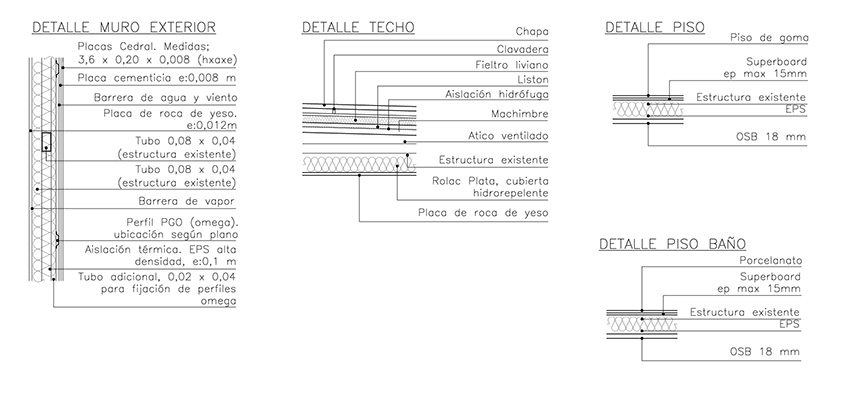 DETALLE MURO EXTERIOR
Placas Cedral. Medidas;
3,6 x 0,20 x 0,008 (hxaxe)
Placa cementicia e:0,008 m
Barrera de agua y viento
Placa de roca de yeso.
e:0,012m
Tubo 0,08 x 0,04
(estructura existente)
Tubo 0,08 x 0,04
(estructura existente)
Barrera de vapor
Perfil PGO (omega).
ubicación según plano
Aislación térmica. EPS alta
densidad, e:0,1 m
Tubo adicional, 0,02 x 0,04
para fijación de perfiles
omega
DETALLE TECHO
Chapa
Clavadera
Fieltro liviano
Liston
Aislación hidrófuga
Machimbre
Atico ventilado
Estructura existente
Rolac Plata, cubierta
hidrorepelente
Placa de roca de yeso
DETALLE PISO
Piso de goma
Superboard
ep max 15mm
Estructura existente
EPS
OSB 18 mm
DETALLE PISO BAÑO
Porcelanato
Superboard
ep max 15mm
Estructura existente
EPS
OSB 18 mm